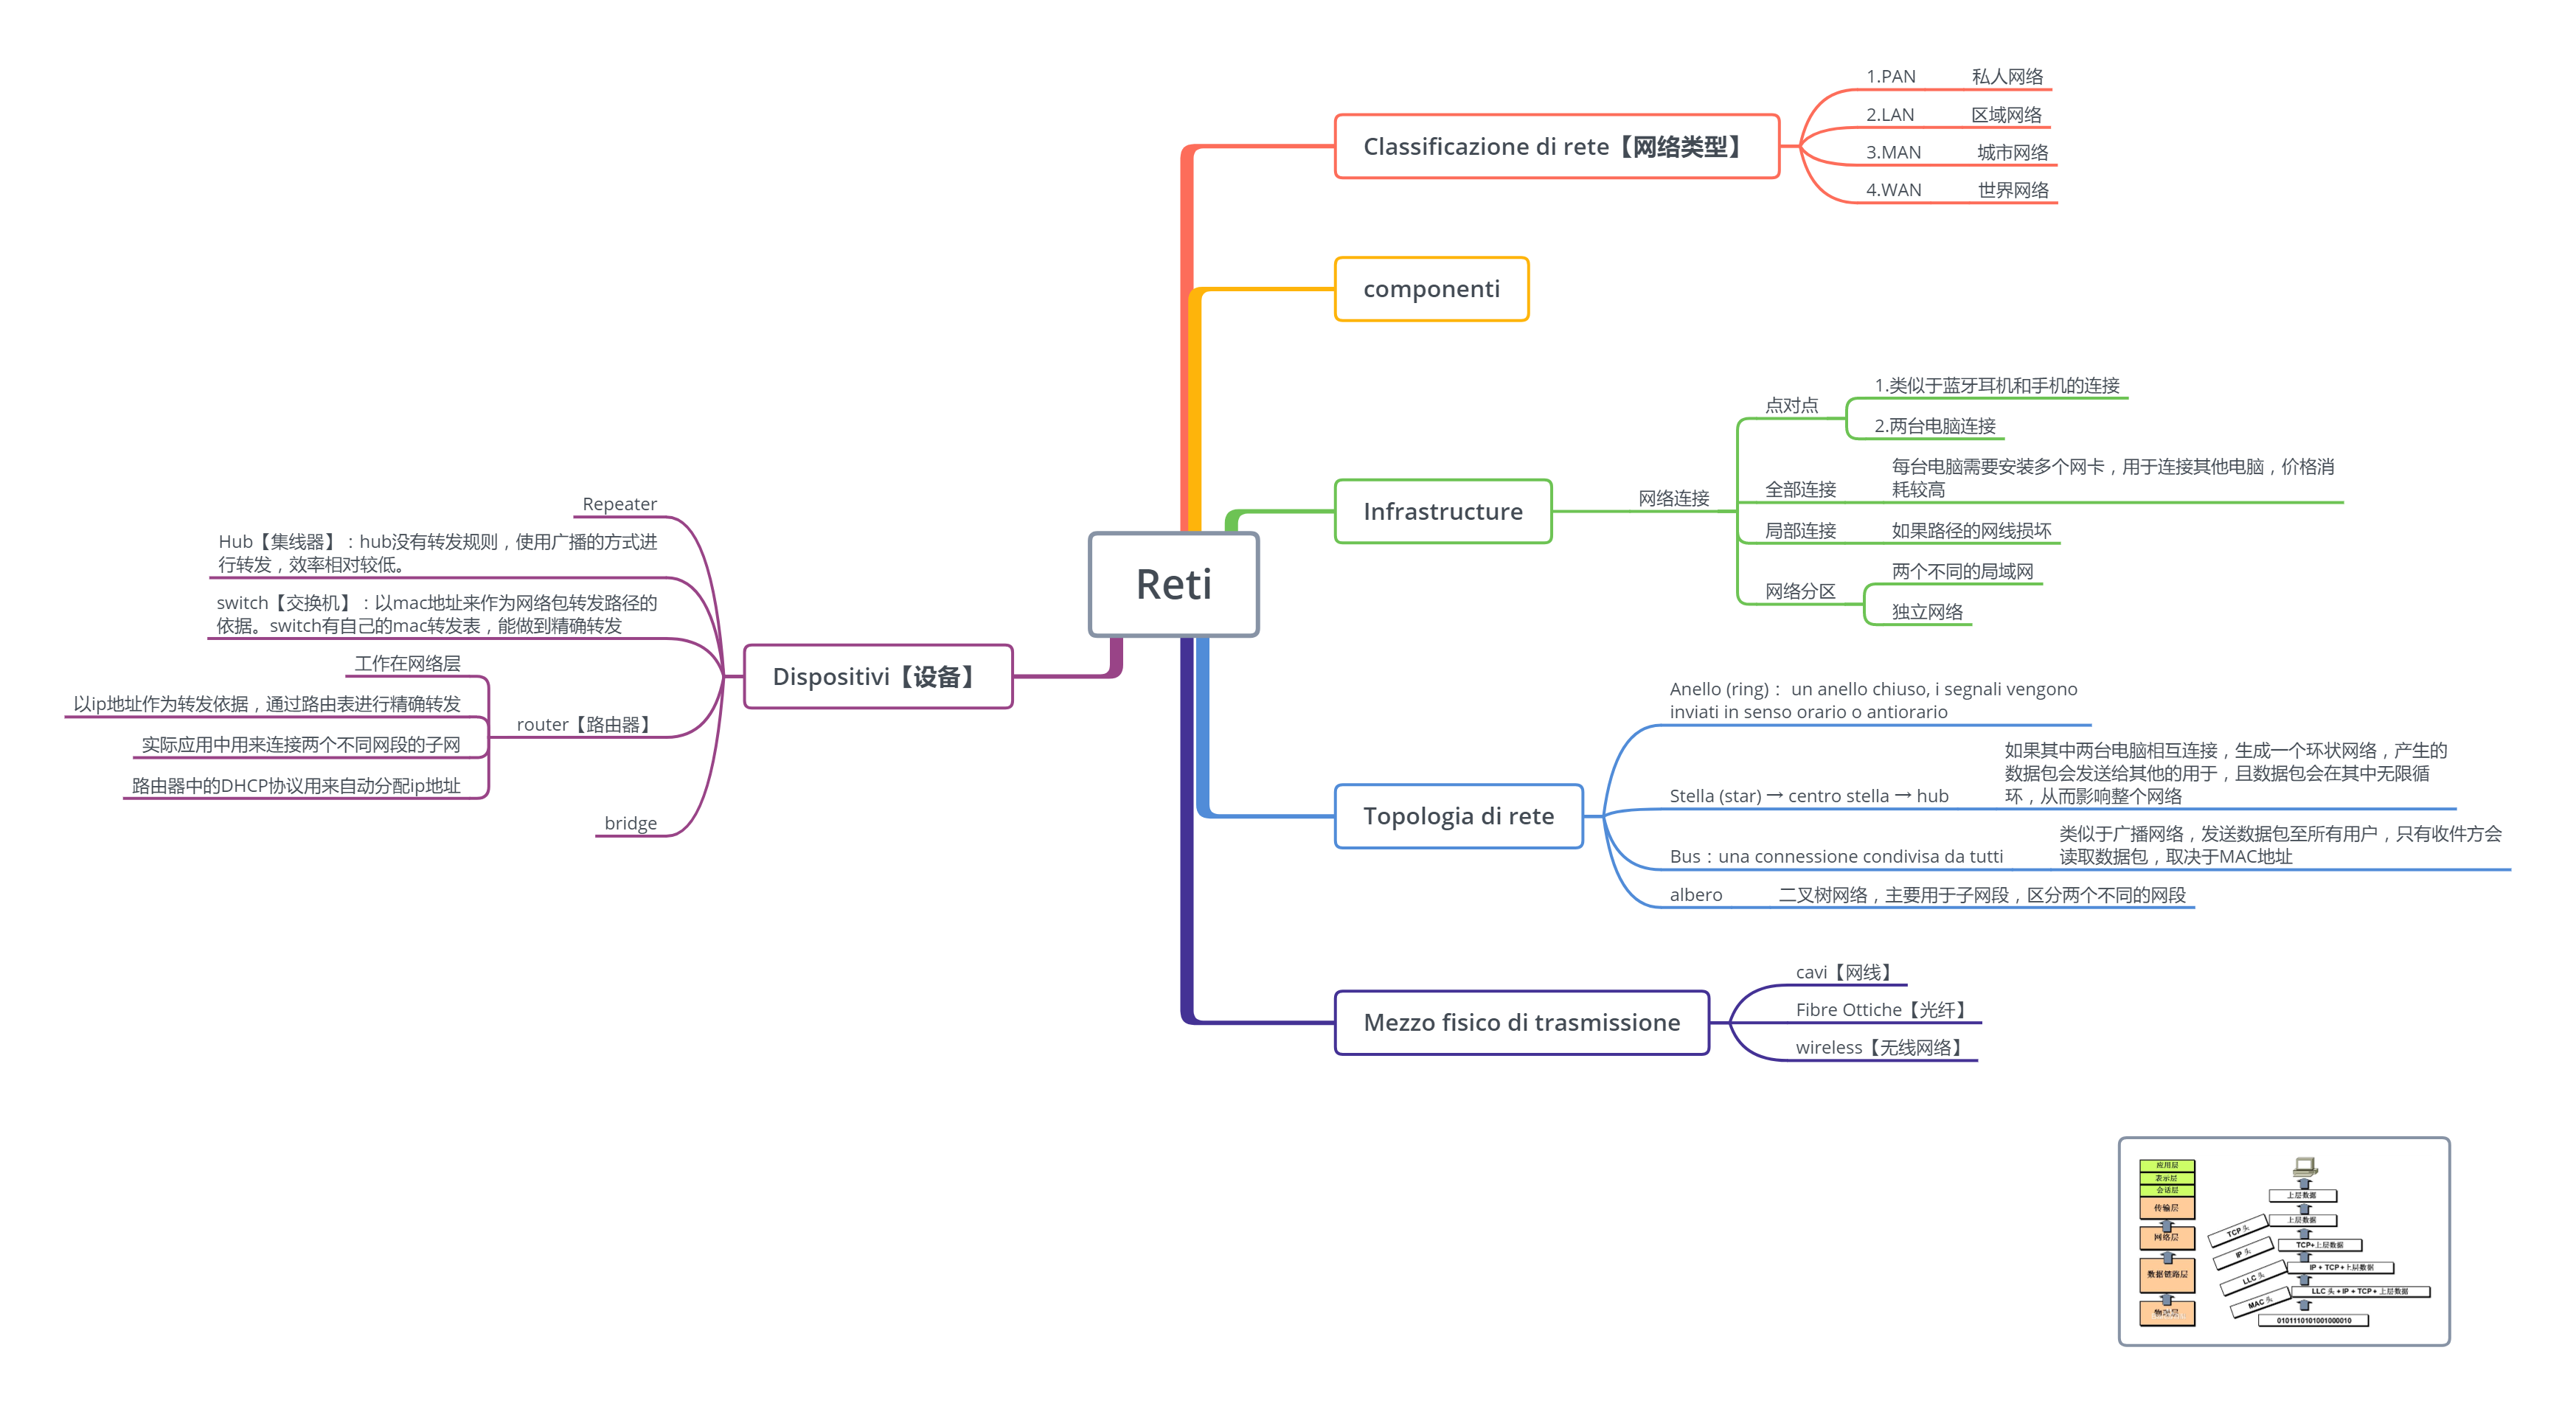 Reti
Classificazione di rete【网络类型】
1.PAN 私人网络
2.LAN 区域网络
3.MAN 城市网络
4.WAN 世界网络
componenti
Infrastructure
网络连接
点对点
1.类似于蓝牙耳机和手机的连接
2.两台电脑连接
全部连接
每台电脑需要安装多个网卡，用于连接其他电脑，价格消
耗较高
局部连接
如果路径的网线损坏
网络分区
两个不同的局域网
独立网络
Topologia di rete
Anello (ring)： un anello chiuso, i segnali vengono
inviati in senso orario o antiorario
Stella (star) → centro stella → hub
如果其中两台电脑相互连接，生成一个环状网络，产生的
数据包会发送给其他的用于，且数据包会在其中无限循
环，从而影响整个网络
Bus：una connessione condivisa da tutti
类似于广播网络，发送数据包至所有用户，只有收件方会
读取数据包，取决于MAC地址
albero
二叉树网络，主要用于子网段，区分两个不同的网段
Mezzo fisico di trasmissione
cavi【网线】
Fibre Ottiche【光纤】
wireless【无线网络】
Dispositivi【设备】
Repeater
Hub【集线器】：hub没有转发规则，使用广播的方式进
行转发，效率相对较低。
switch【交换机】：以mac地址来作为网络包转发路径的
依据。switch有自己的mac转发表，能做到精确转发
router【路由器】
工作在网络层
以ip地址作为转发依据，通过路由表进行精确转发
实际应用中用来连接两个不同网段的子网
路由器中的DHCP协议用来自动分配ip地址
bridge
应用层
表示层
会话层
传输层
网络层
数据链路层
物理层
上层数据
TCP 头
上层数据
IP 头
TCP+上层数据
LLC 头
IP + TCP+上层数据
MAC 头
LLC 头 + IP + TCP+ 上层数据
0101110101001000010